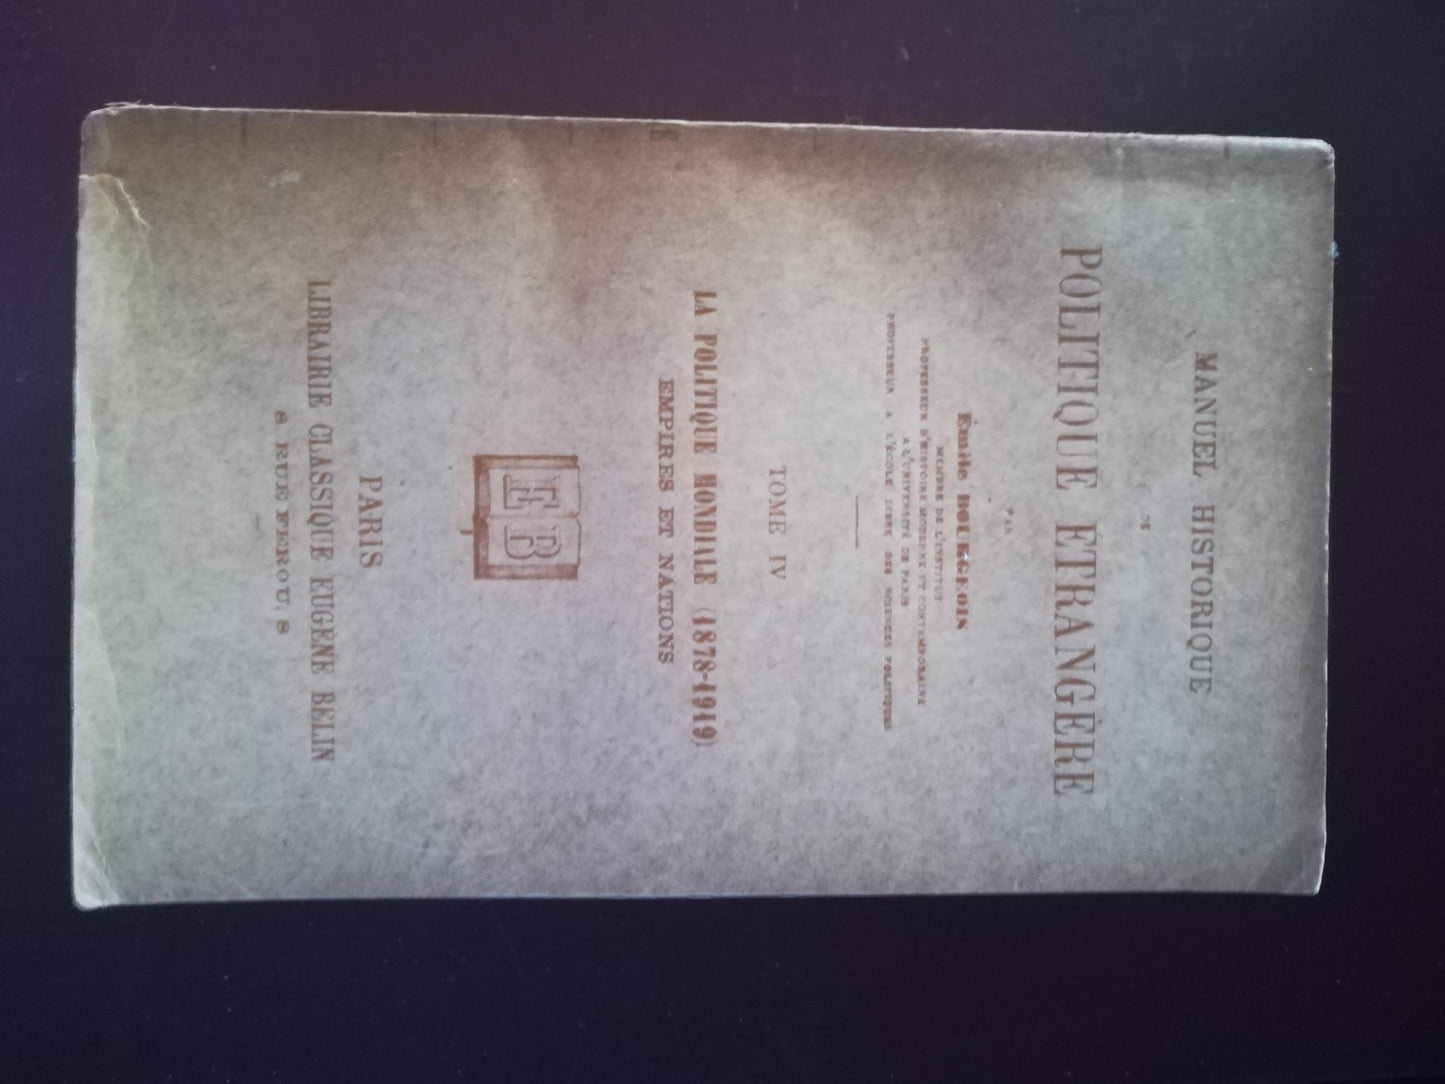 MANUEL HISTORIQUE
DE
POLITIQUE ÉTRANGÈRE
PAR
Émile BOURGEOIS
MEMBRE DE L'INSTITUT
PROFESSEUR D'HISTOIRE MODERNE ET CONTEMPORAINE
A L'UNIVERSITÉ DE PARIS
PROFESSEUR A L'ÉCOLE LIBRE DES SCIENCES POLITIQUES
TOME IV
LA POLITIQUE MONDIALE (1878-1919)
EMPIRES ET NATIONS
EB
PARIS
LIBRAIRIE CLASSIQUE EUGÈNE BELIN
8 RUE FÉROU, 8